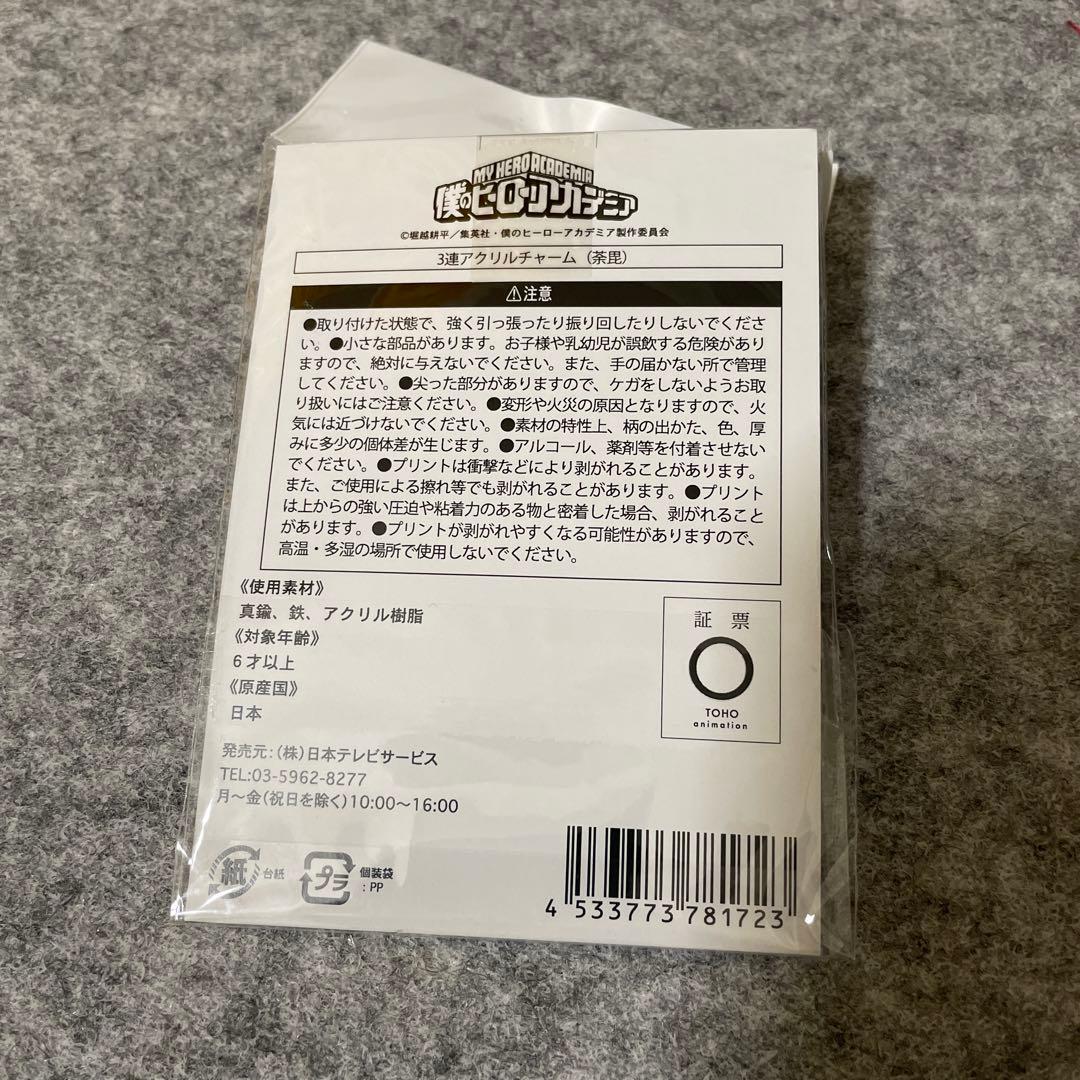 MY HERO ACADEMIA
僕のヒーローアカデミア
©堀越耕平／集英社・僕のヒーローアカデミア製作委員会
3連アクリルチャーム（荼毘）
⚠注意
●取り付けた状態で、強く引っ張ったり振り回したりしないでくださ
い。●小さな部品があります。お子様や乳幼児が誤飲する危険があり
ますので、絶対に与えないでください。また、手の届かない所で管理
してください。●尖った部分がありますので、ケガをしないようお取
り扱いにはご注意ください。●変形や火災の原因となりますので、火
気には近づけないでください。●素材の特性上、柄の出かた、色、厚
みに多少の個体差が生じます。●アルコール、薬剤等を付着させない
でください。●プリントは衝撃などにより剥がれることがあります。
また、ご使用による擦れ等でも剥がれることがあります。●プリント
は上からの強い圧迫や粘着力のある物と密着した場合、剥がれること
があります。●プリントが剥がれやすくなる可能性がありますので、
高温・多湿の場所で使用しないでください。
《使用素材》
真鍮、鉄、アクリル樹脂
《対象年齢》
6才以上
《原産国》
日本
証 票
TOHO
animation
発売元：（株）日本テレビサービス
TEL:03-5962-8277
月～金（祝日を除く）10:00～16:00
紙 台紙
プラ 個装袋
：PP
4 533773 781723